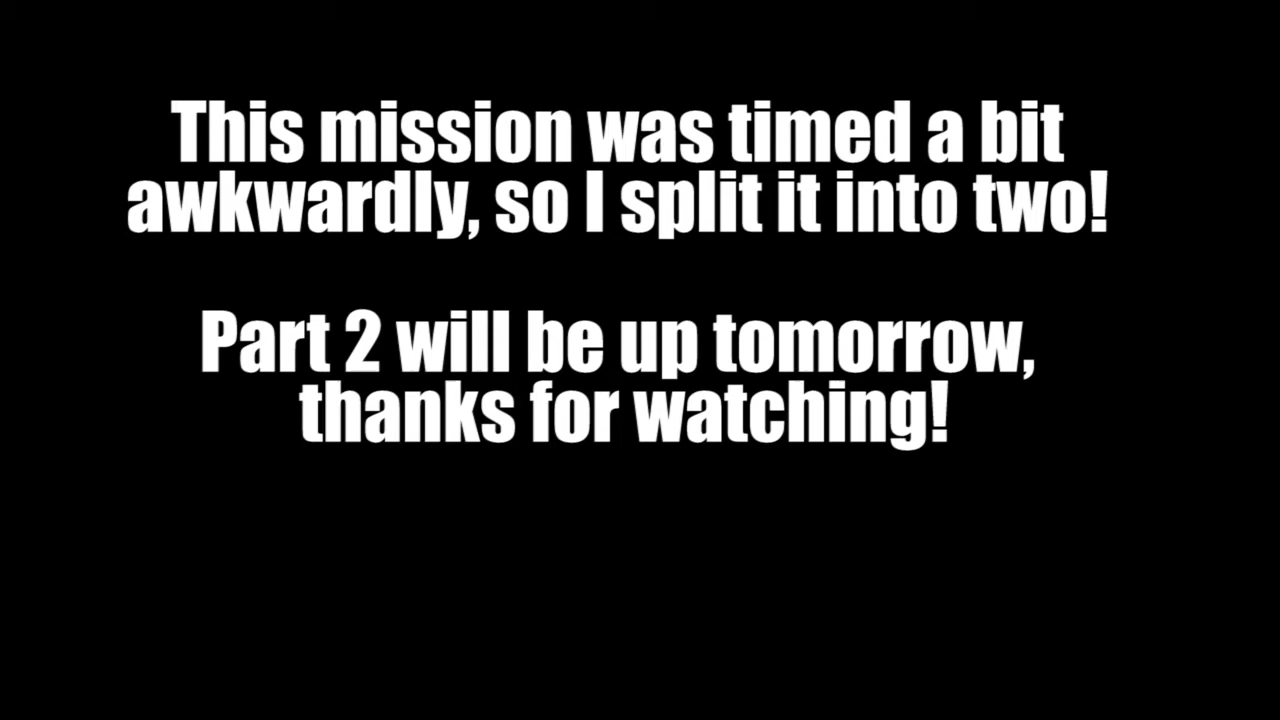 This mission was timed a bit
awkwardly, so I split it into two!
Part 2 will be up tomorrow,
thanks for watching!